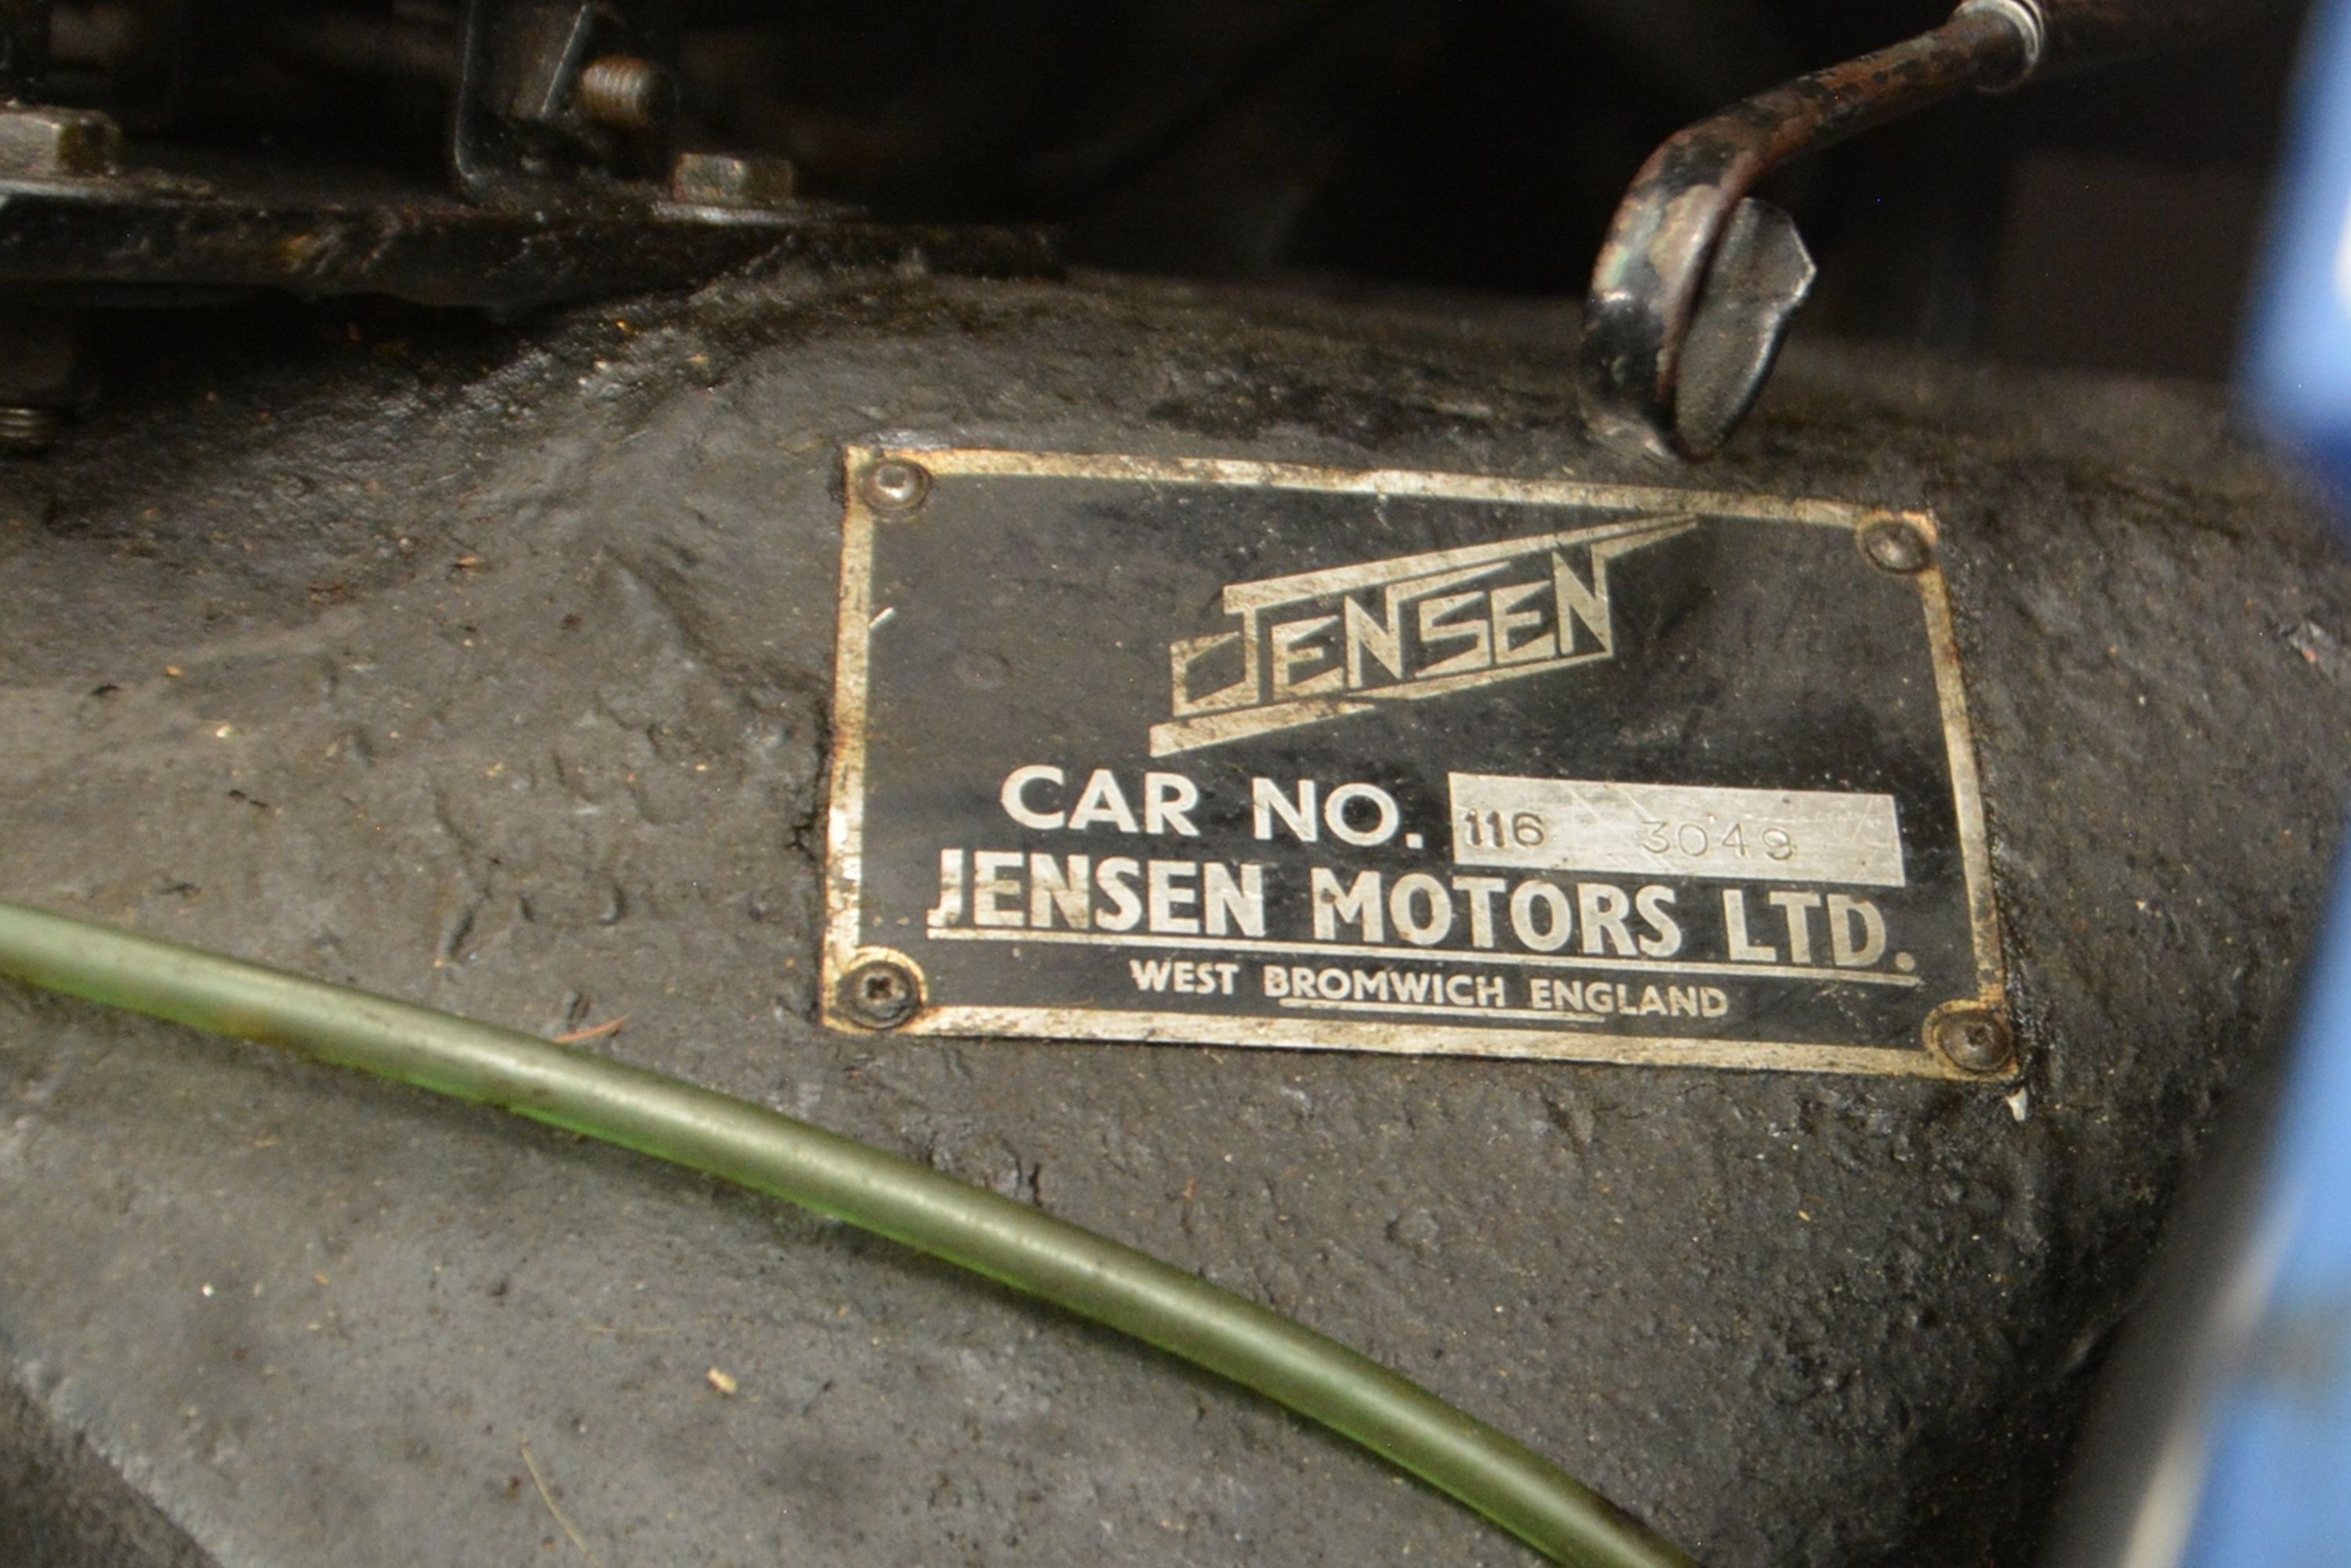 JENSEN
CAR NO. 116 3049
JENSEN MOTORS LTD.
WEST BROMWICH ENGLAND